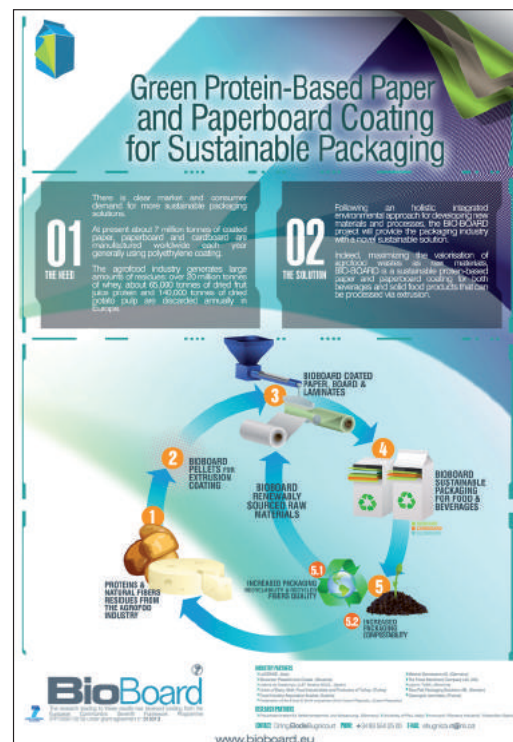 Green Protein-Based Paper
and Paperboard Coating
for Sustainable Packaging
01
THE NEED
There is clear market and consumer
demand for more sustainable packaging
solutions.
At present about 7 million tonnes of coated
paper, paperboard and cardboard are
manufactured worldwide each year
generally using polyethylene coating.
The agrofood industry generates large
amounts of residues: over 20 million tonnes
of whey, about 65,000 tonnes of dried fruit
juice protein and 140,000 tonnes of dried
potato pulp are discarded annually in
Europe.
02
THE SOLUTION
Following an holistic integrated
environmental approach for developing new
materials and processes, the BIO-BOARD
project will provide the packaging industry
with a novel sustainable solution.
Indeed, maximizing the valorisation of
agrofood wastes as raw materials,
BIO-BOARD is a sustainable protein-based
paper and paperboard coating for both
beverages and solid food products that can
be processed via extrusion.
3
BIOBOARD COATED
PAPER, BOARD &
LAMINATES
2
BIOBOARD
PELLETS FOR
EXTRUSION
COATING
4
BIOBOARD
SUSTAINABLE
PACKAGING
FOR FOOD &
BEVERAGES
BIOBOARD
RENEWABLY
SOURCED RAW
MATERIALS
1
PROTEINS &
NATURAL FIBERS
RESIDUES FROM
THE AGROFOOD
INDUSTRY
5.1
INCREASED PACKAGING
RECYCLABILITY & RECYCLED
FIBERS QUALITY
5
5.2
INCREASED
PACKAGING
COMPOSTABILITY
BioBoard
INDUSTRY PARTNERS
RESEARCH PARTNERS
www.bioboard.eu